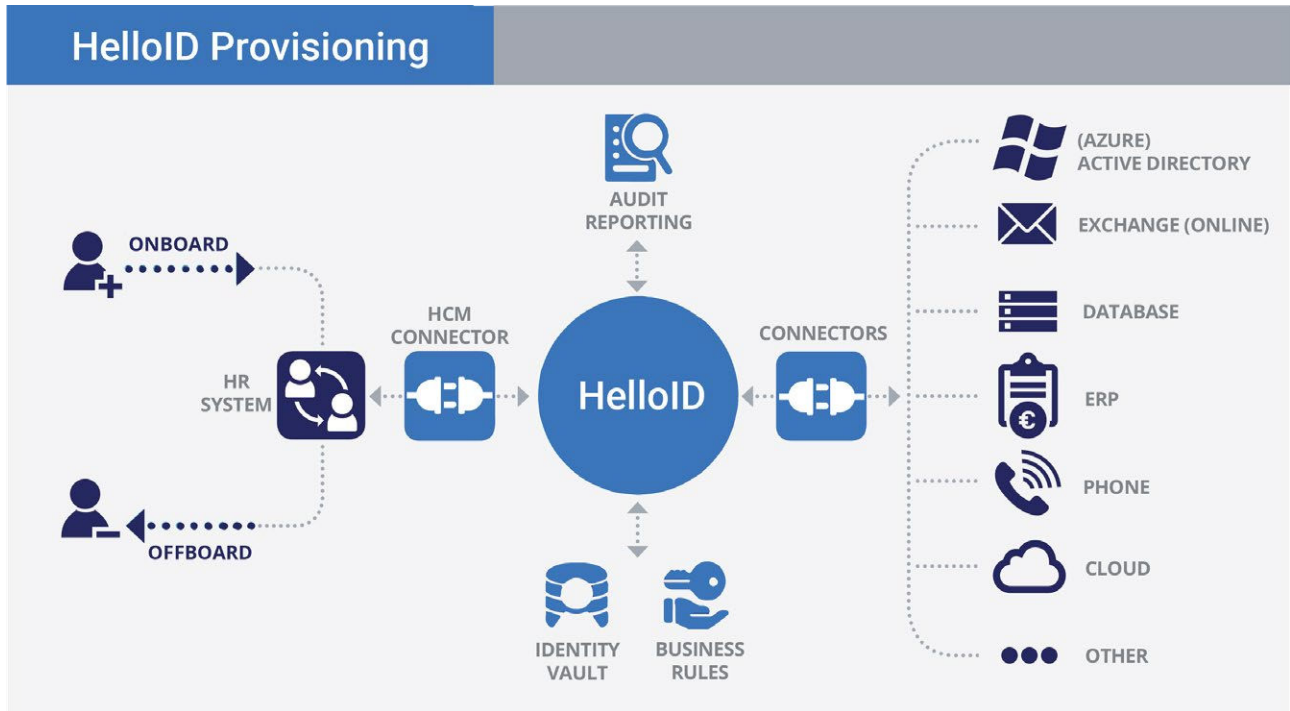 HelloID Provisioning
AUDIT
REPORTING
ONBOARD
HCM
CONNECTOR
HR
SYSTEM
HelloID
CONNECTORS
OFFBOARD
IDENTITY
VAULT
BUSINESS
RULES
(AZURE)
ACTIVE DIRECTORY
EXCHANGE (ONLINE)
DATABASE
€
ERP
PHONE
CLOUD
OTHER